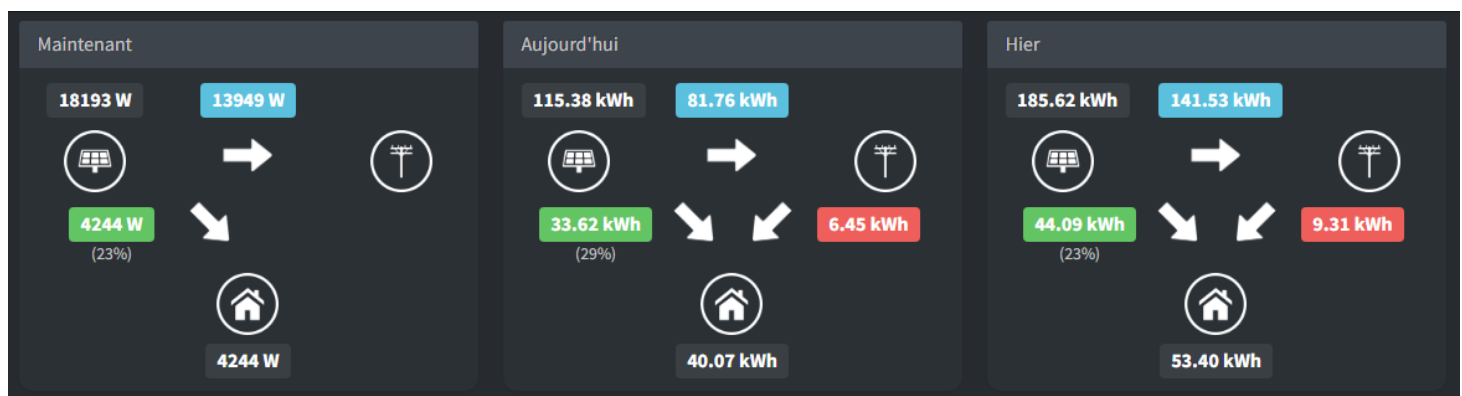 Maintenant
18193 W
13949 W
4244 W
(23%)
4244 W
Aujourd'hui
115.38 kWh
81.76 kWh
33.62 kWh
(29%)
6.45 kWh
40.07 kWh
Hier
185.62 kWh
141.53 kWh
44.09 kWh
(23%)
9.31 kWh
53.40 kWh